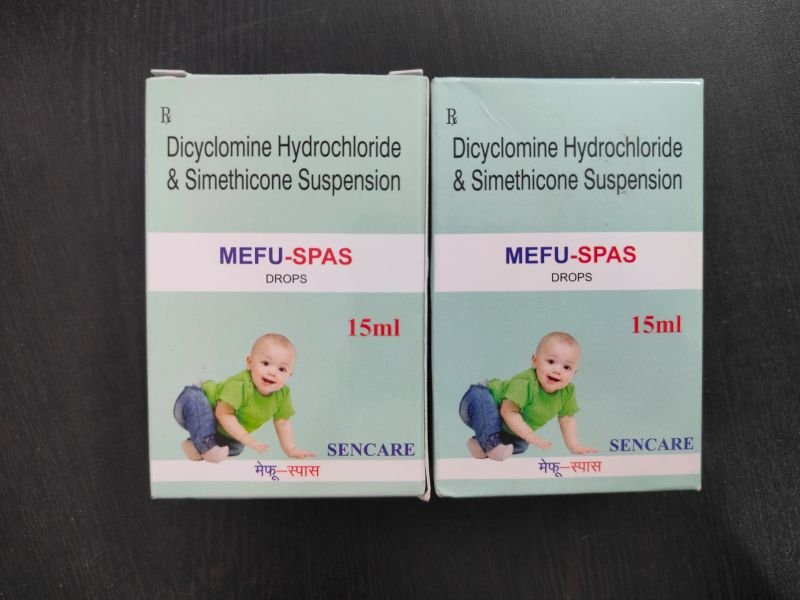 ℞
Dicyclomine Hydrochloride
& Simethicone Suspension
MEFU-SPAS
DROPS
15ml
SENCARE
मेफू–स्पास
℞
Dicyclomine Hydrochloride
& Simethicone Suspension
MEFU-SPAS
DROPS
15ml
SENCARE
मेफू–स्पास